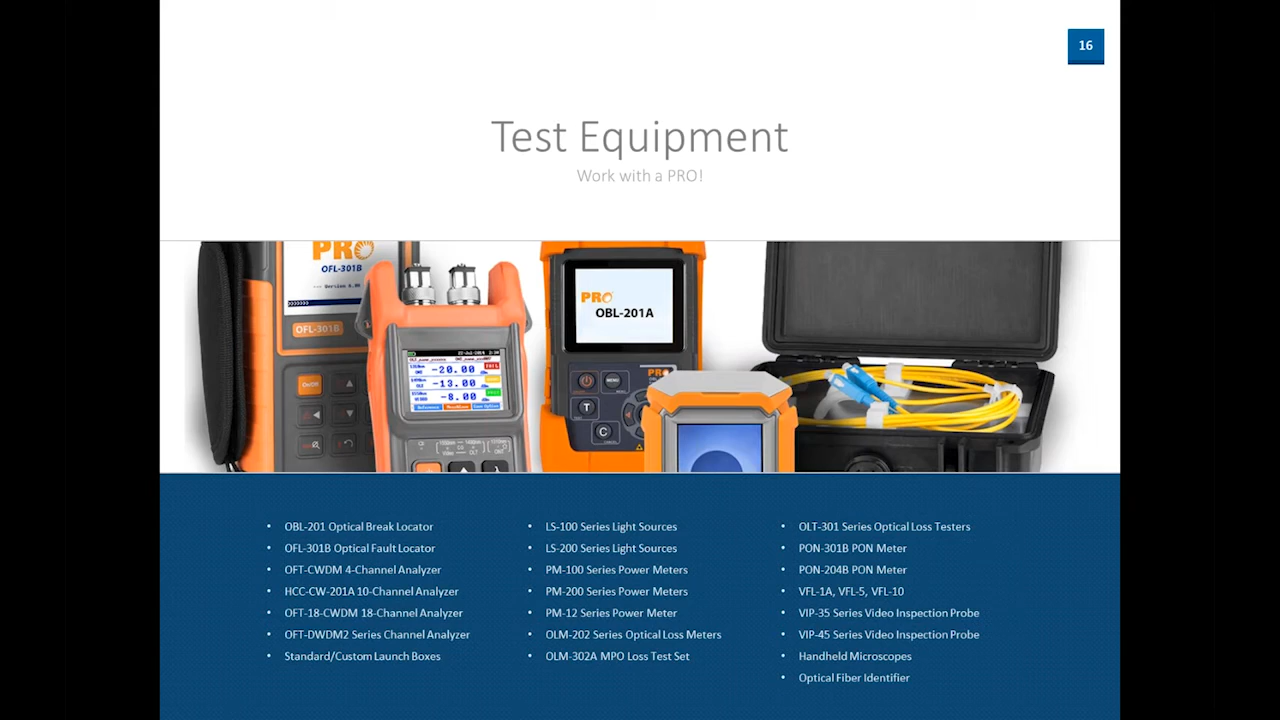 16
Test Equipment
Work with a PRO!
PRO
OFL-301B
OFL-301B
On/Off
-20.00
-13.00
-8.00
PRO
OBL-201A
PRO
MENU
T
C
• OBL-201 Optical Break Locator
• OFL-301B Optical Fault Locator
• OFT-CWDM 4-Channel Analyzer
• HCC-CW-201A 10-Channel Analyzer
• OFT-18-CWDM 18-Channel Analyzer
• OFT-DWDM2 Series Channel Analyzer
• Standard/Custom Launch Boxes
• LS-100 Series Light Sources
• LS-200 Series Light Sources
• PM-100 Series Power Meters
• PM-200 Series Power Meters
• PM-12 Series Power Meter
• OLM-202 Series Optical Loss Meters
• OLM-302A MPO Loss Test Set
• OLT-301 Series Optical Loss Testers
• PON-301B PON Meter
• PON-204B PON Meter
• VFL-1A, VFL-5, VFL-10
• VIP-35 Series Video Inspection Probe
• VIP-45 Series Video Inspection Probe
• Handheld Microscopes
• Optical Fiber Identifier